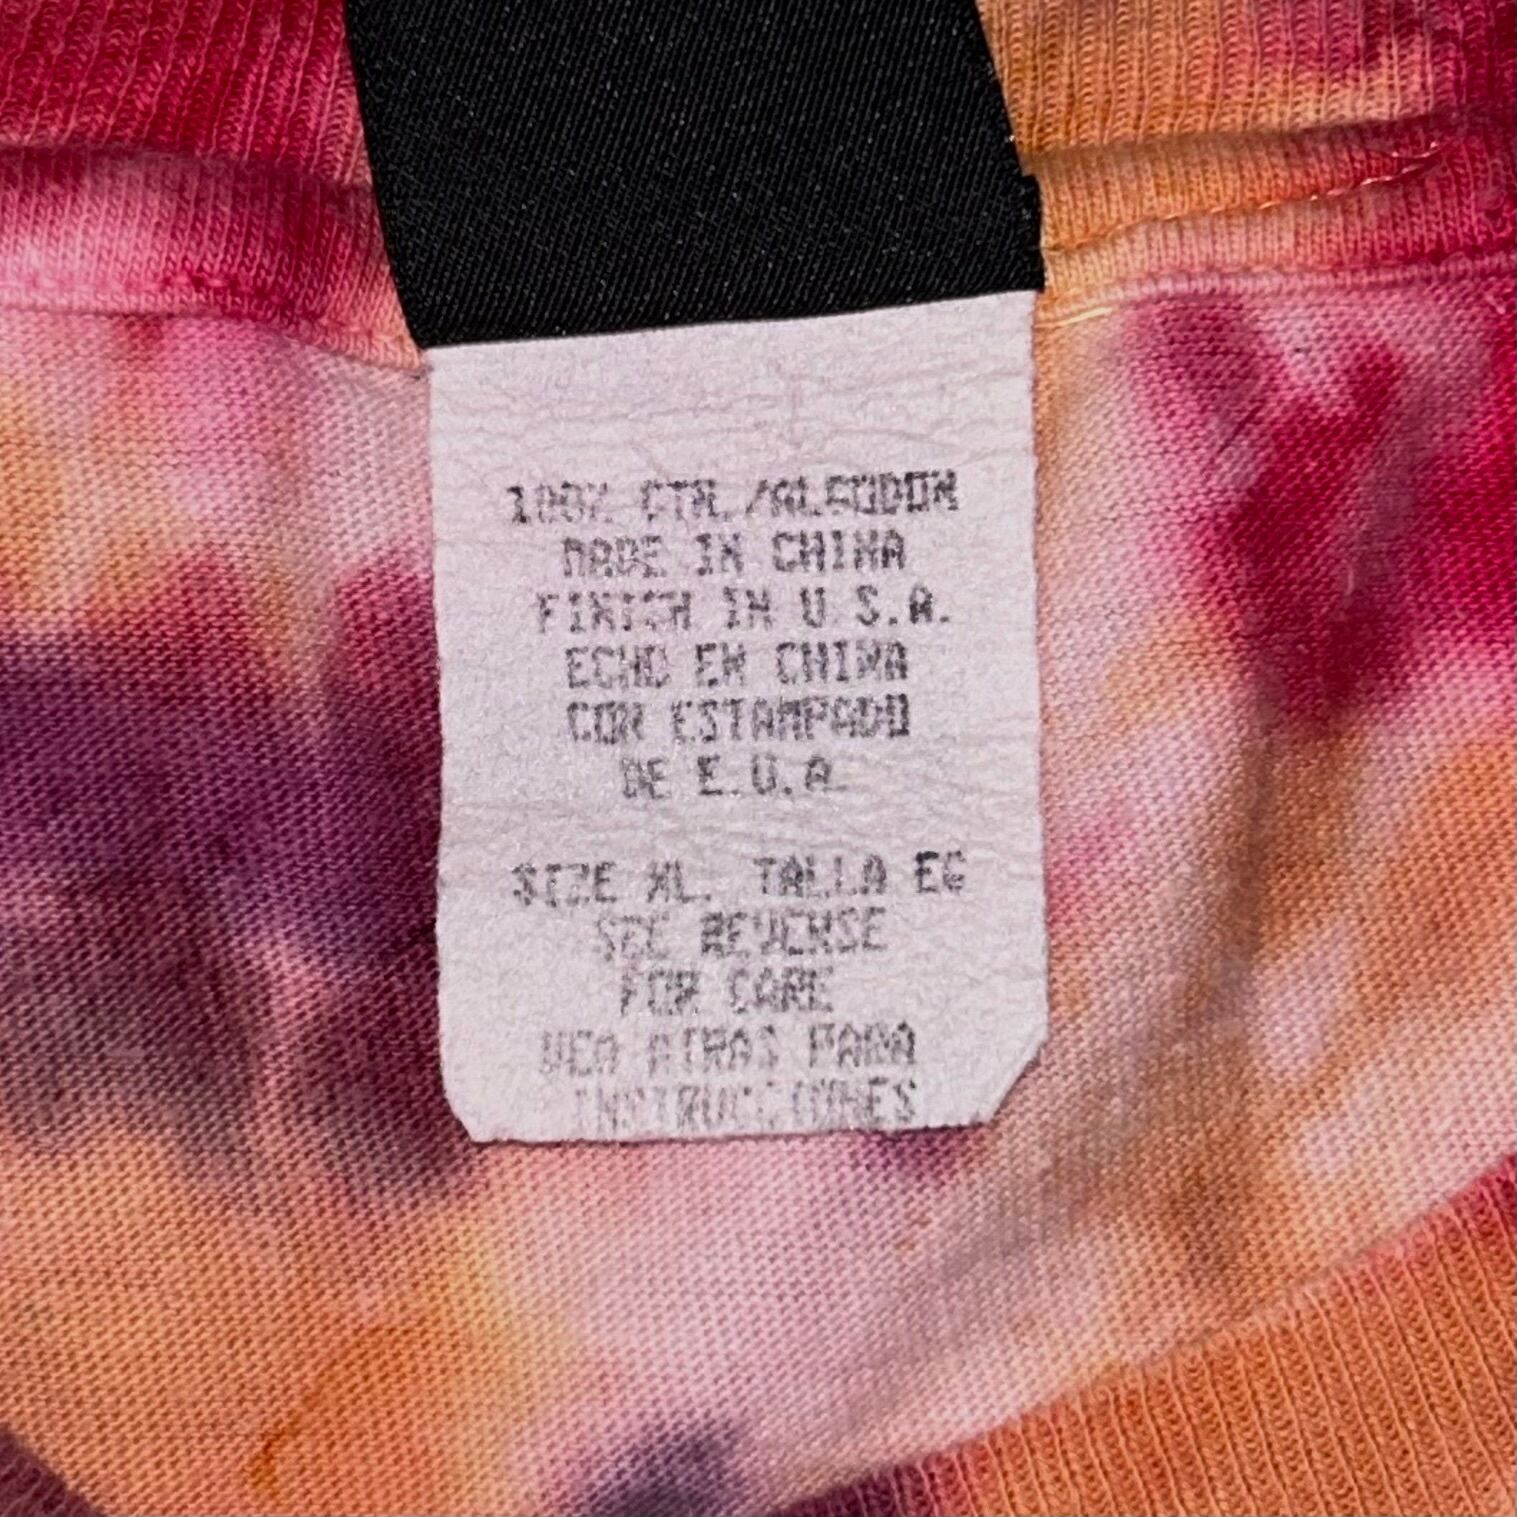 100% CTN./ALGODON
MADE IN CHINA
FINISH IN U.S.A.
ECHO EN CHINA
CON ESTAMPADO
DE E.U.A.
SIZE XL. TALLA EG
SEE REVERSE
FOR CARE
VEA ATRAS PARA
INSTRUCCIONES